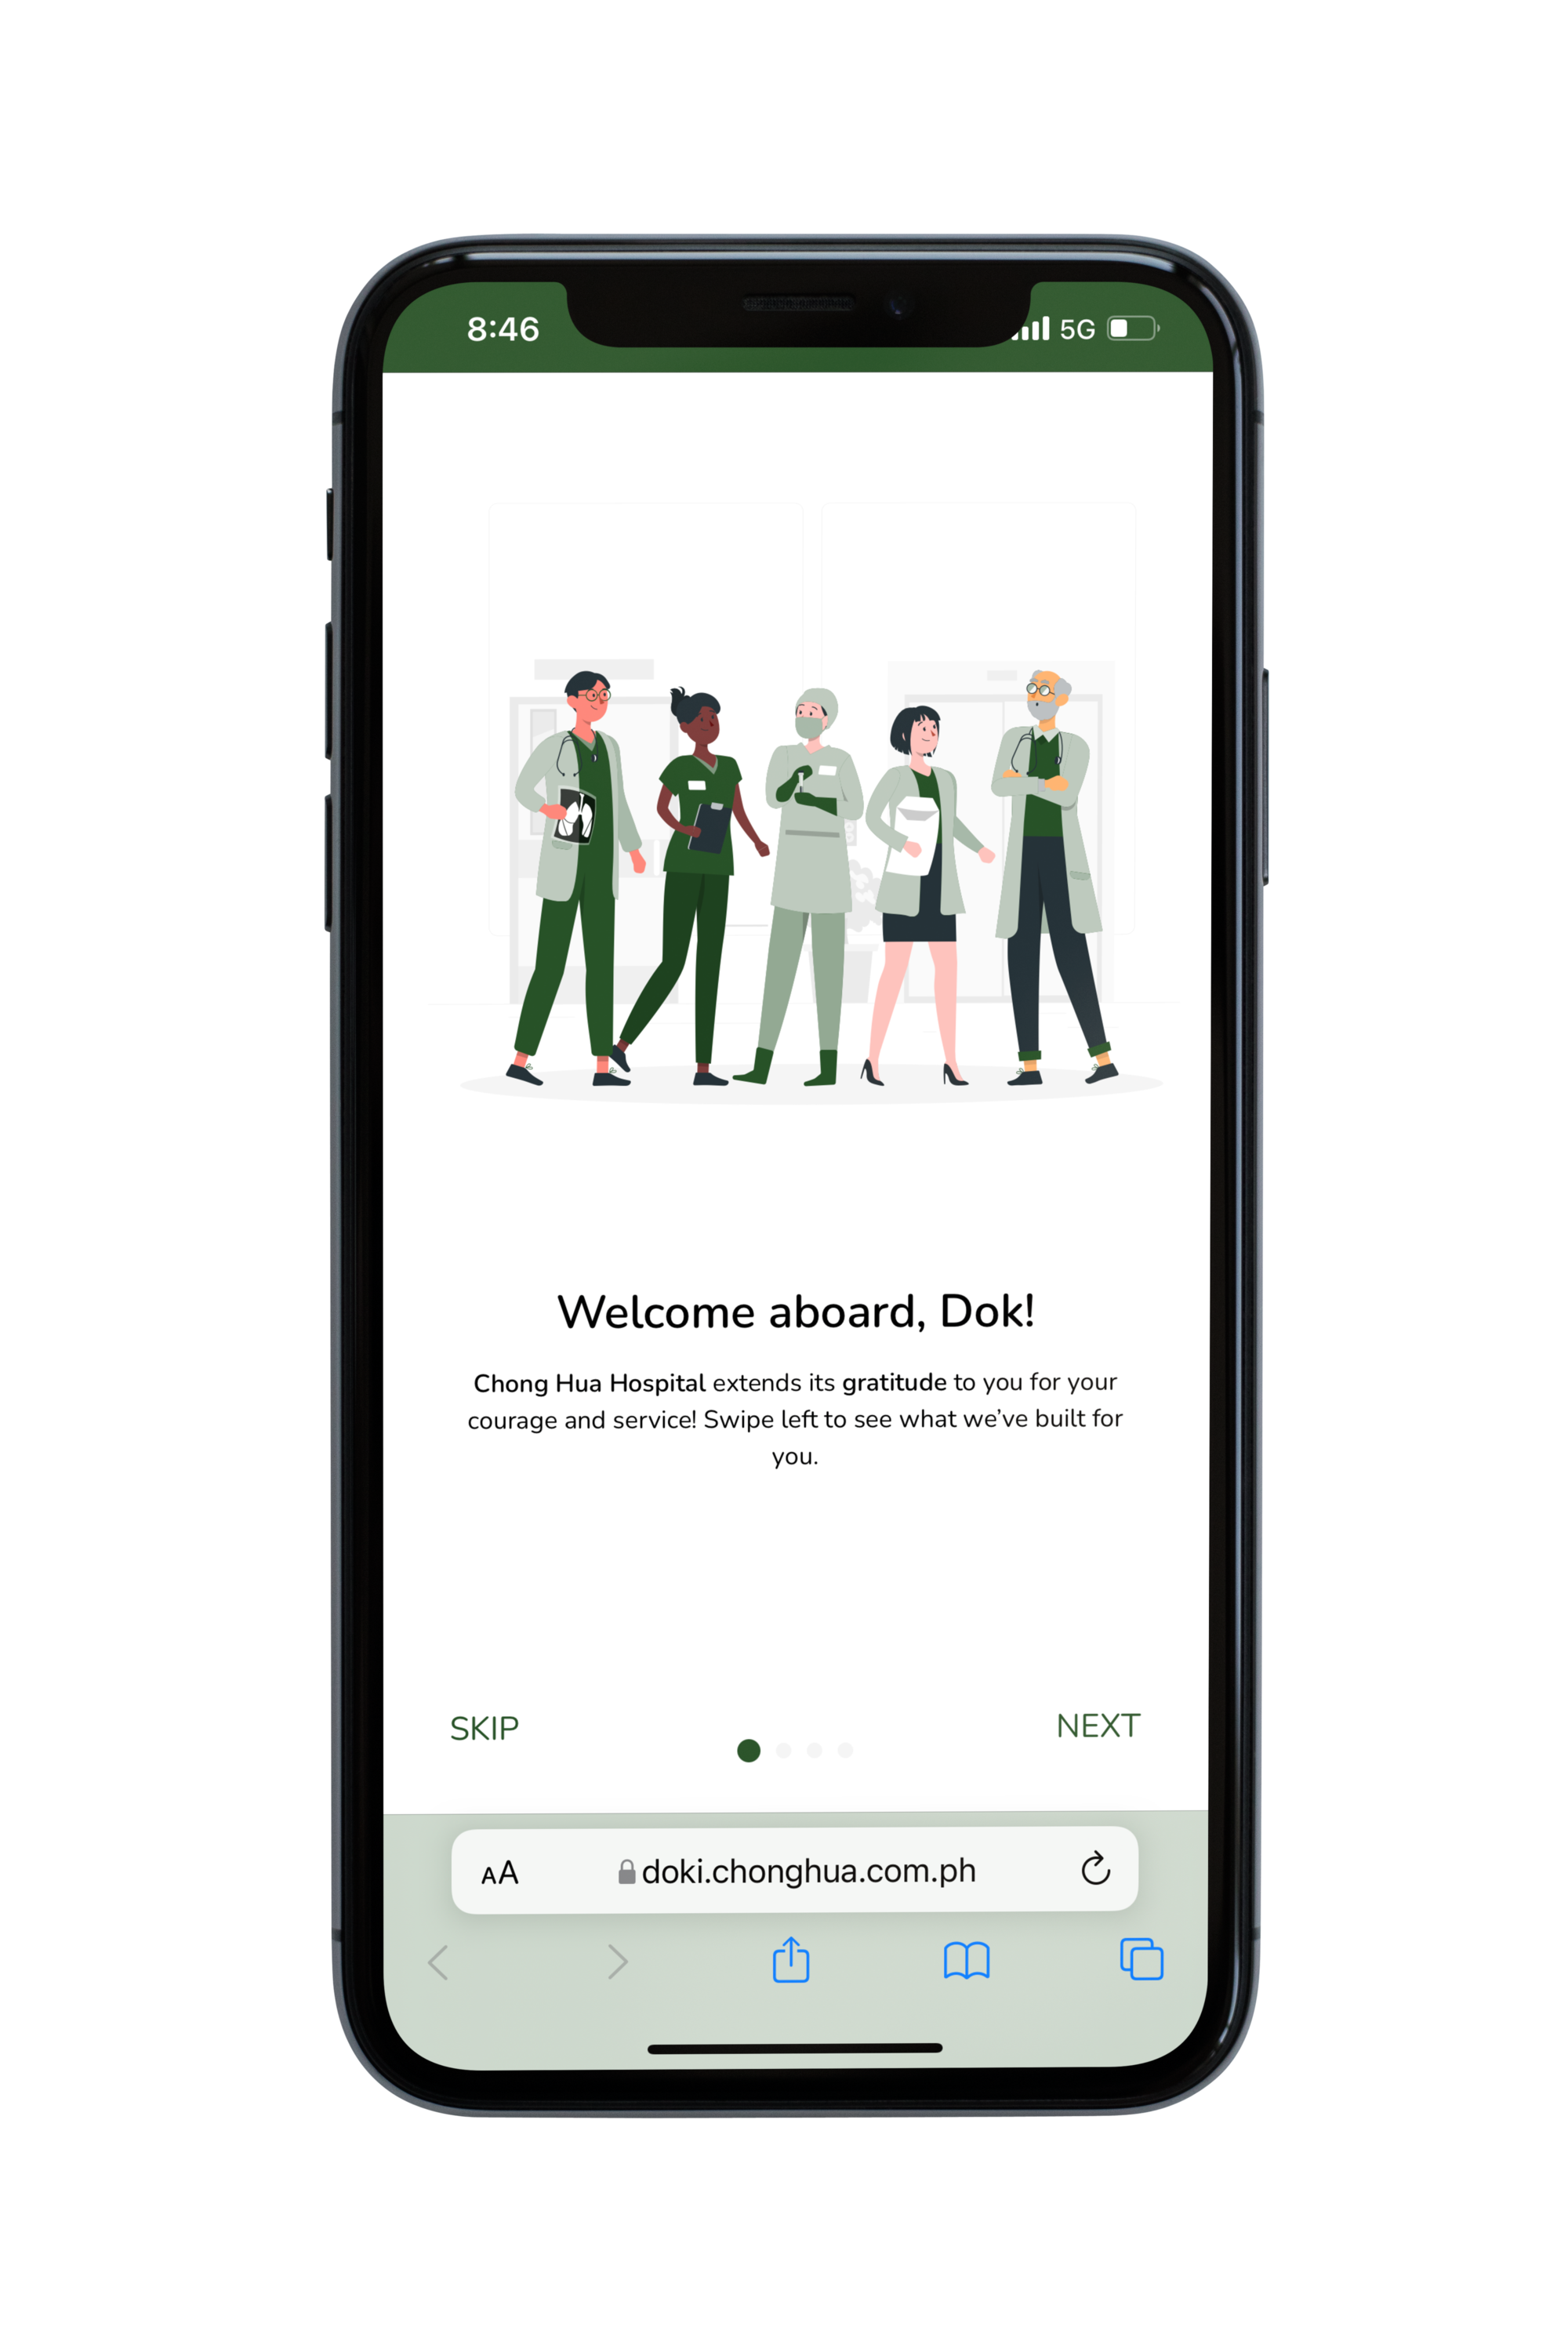 8:46 5G
Welcome aboard, Dok!
Chong Hua Hospital extends its gratitude to you for your
courage and service! Swipe left to see what we’ve built for
you.
SKIP NEXT
AA doki.chonghua.com.ph